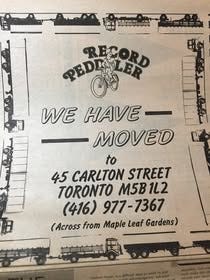 RECORD
PEDDLER
WE HAVE
MOVED
to
45 CARLTON STREET
TORONTO M5B 1L2
(416) 977-7367
(Across from Maple Leaf Gardens)